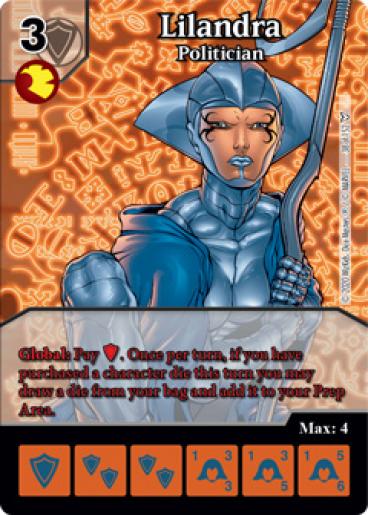 3
Lilandra
Politician
Global: Pay . Once per turn, if you have
purchased a character die this turn you may
draw a die from your bag and add it to your Prep
Area.
Max: 4
1 3 3
1 3 5
1 5 6